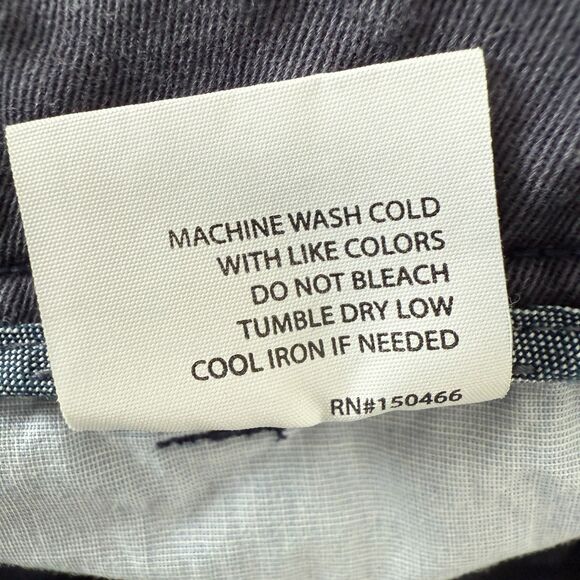 MACHINE WASH COLD
WITH LIKE COLORS
DO NOT BLEACH
TUMBLE DRY LOW
COOL IRON IF NEEDED
RN#150466